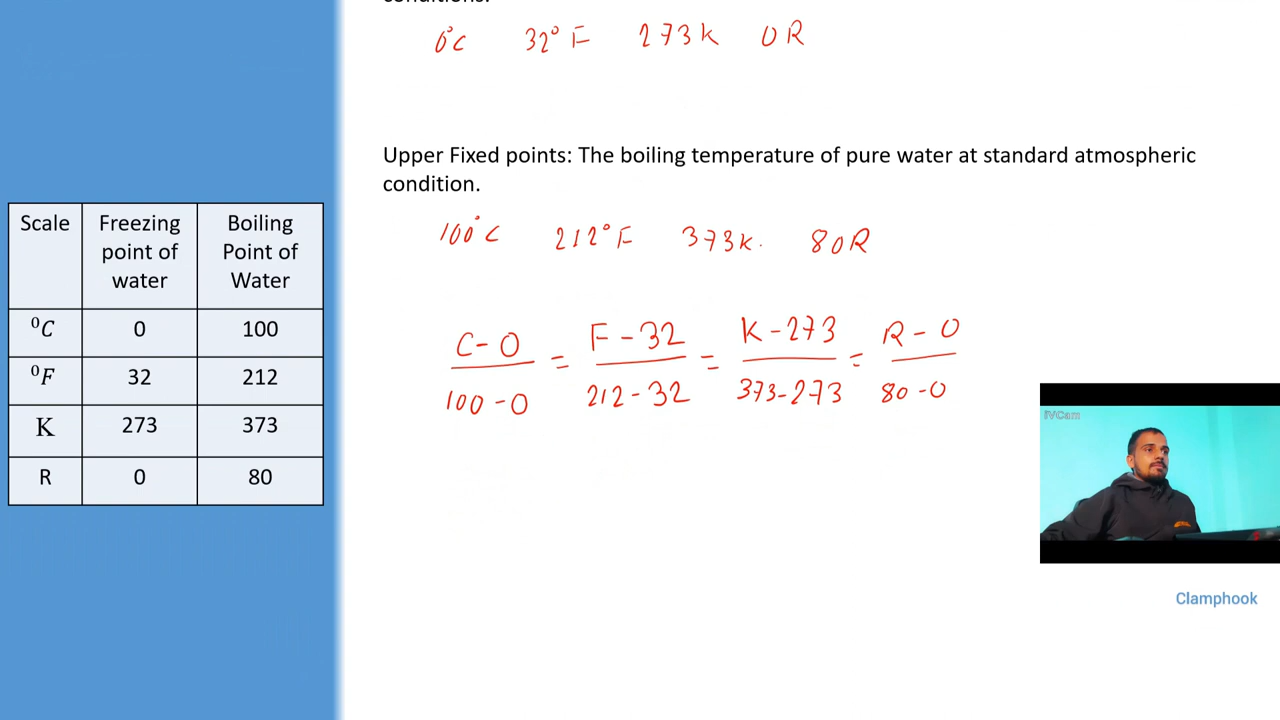 conditions.
0°C 32°F 273K 0R
Upper Fixed points: The boiling temperature of pure water at standard atmospheric
condition.
100°C 212°F 373K. 80R
C-0/100-0 = F-32/212-32 = K-273/373-273 = R-0/80-0
Scale Freezing point of water Boiling Point of Water
⁰C 0 100
⁰F 32 212
K 273 373
R 0 80
iVCam
Clamphook